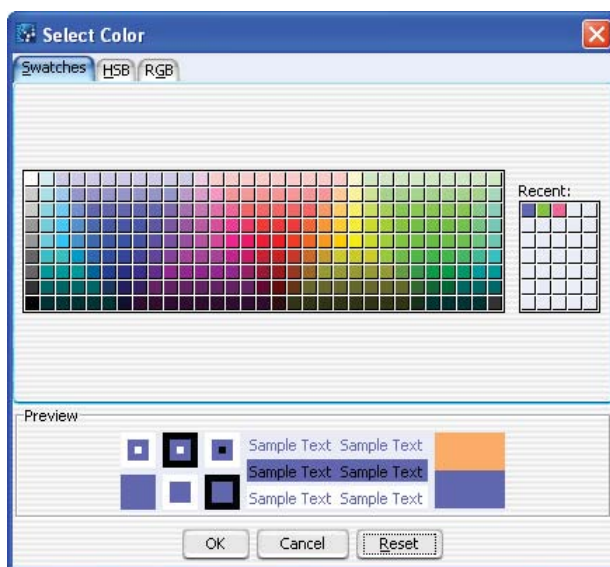 Select Color
Swatches HSB RGB
Recent:
Preview
Sample Text Sample Text
Sample Text Sample Text
Sample Text Sample Text
OK Cancel Reset